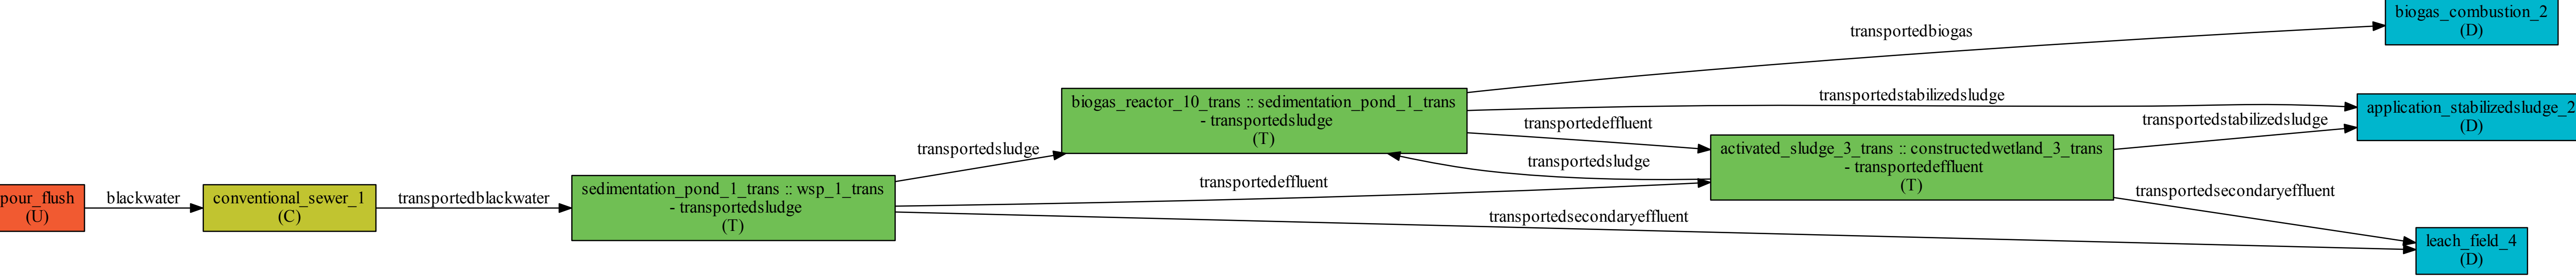 pour_flush
(U)
blackwater
conventional_sewer_1
(C)
transportedblackwater
sedimentation_pond_1_trans :: wsp_1_trans
- transportedsludge
(T)
transportedsludge
transportedeffluent
transportedsecondaryeffluent
biogas_reactor_10_trans :: sedimentation_pond_1_trans
- transportedsludge
(T)
transportedbiogas
transportedstabilizedsludge
transportedeffluent
transportedsludge
activated_sludge_3_trans :: constructedwetland_3_trans
- transportedeffluent
(T)
transportedstabilizedsludge
transportedsecondaryeffluent
biogas_combustion_2
(D)
application_stabilizedsludge_2
(D)
leach_field_4
(D)